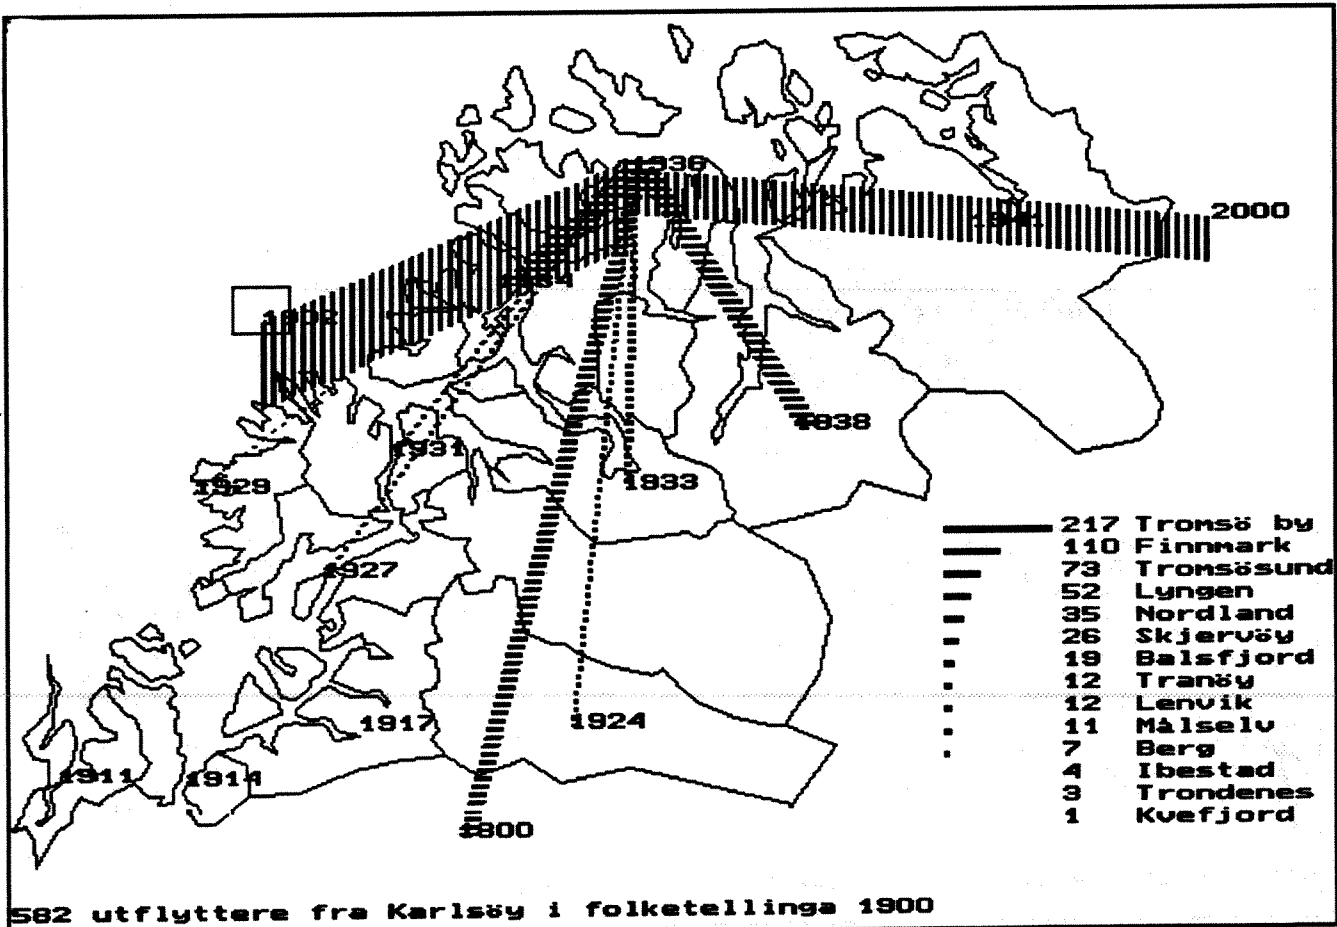 1936
2000
1838
1931
1933
1929
1927
217 Tromsö by
110 Finnmark
73 Tromsösund
52 Lyngen
35 Nordland
26 Skjervöy
19 Balsfjord
12 Tranöy
12 Lenvik
11 Målselv
7 Berg
4 Ibestad
3 Trondenes
1 Kvefjord
1917
1924
1911
1914
1800
582 utflyttere fra Karlsöy i folketellinga 1900